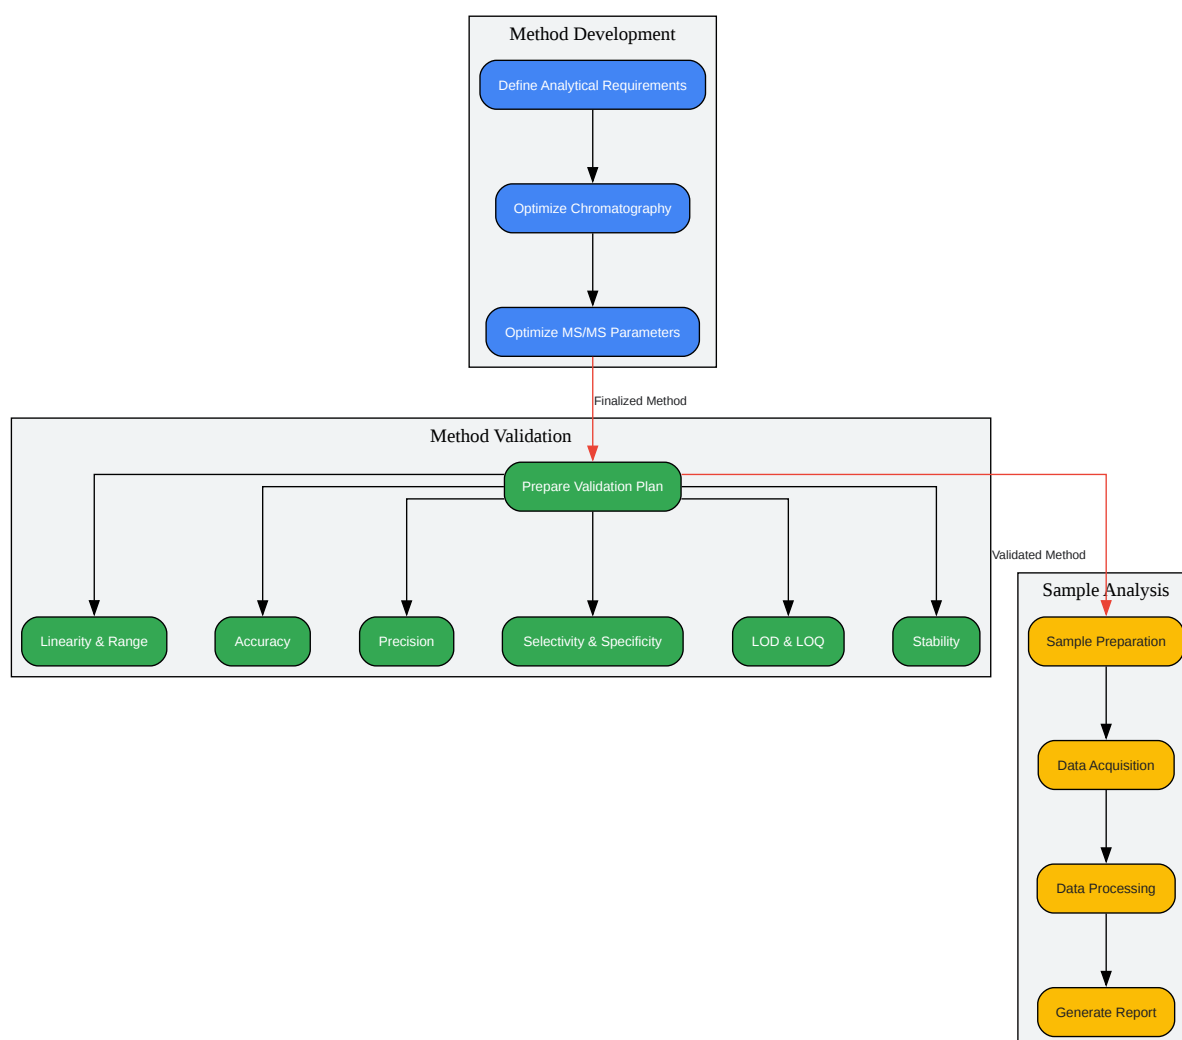 Method Development
Define Analytical Requirements
Optimize Chromatography
Optimize MS/MS Parameters
Finalized Method
Method Validation
Prepare Validation Plan
Validated Method
Linearity & Range
Accuracy
Precision
Selectivity & Specificity
LOD & LOQ
Stability
Sample Analysis
Sample Preparation
Data Acquisition
Data Processing
Generate Report